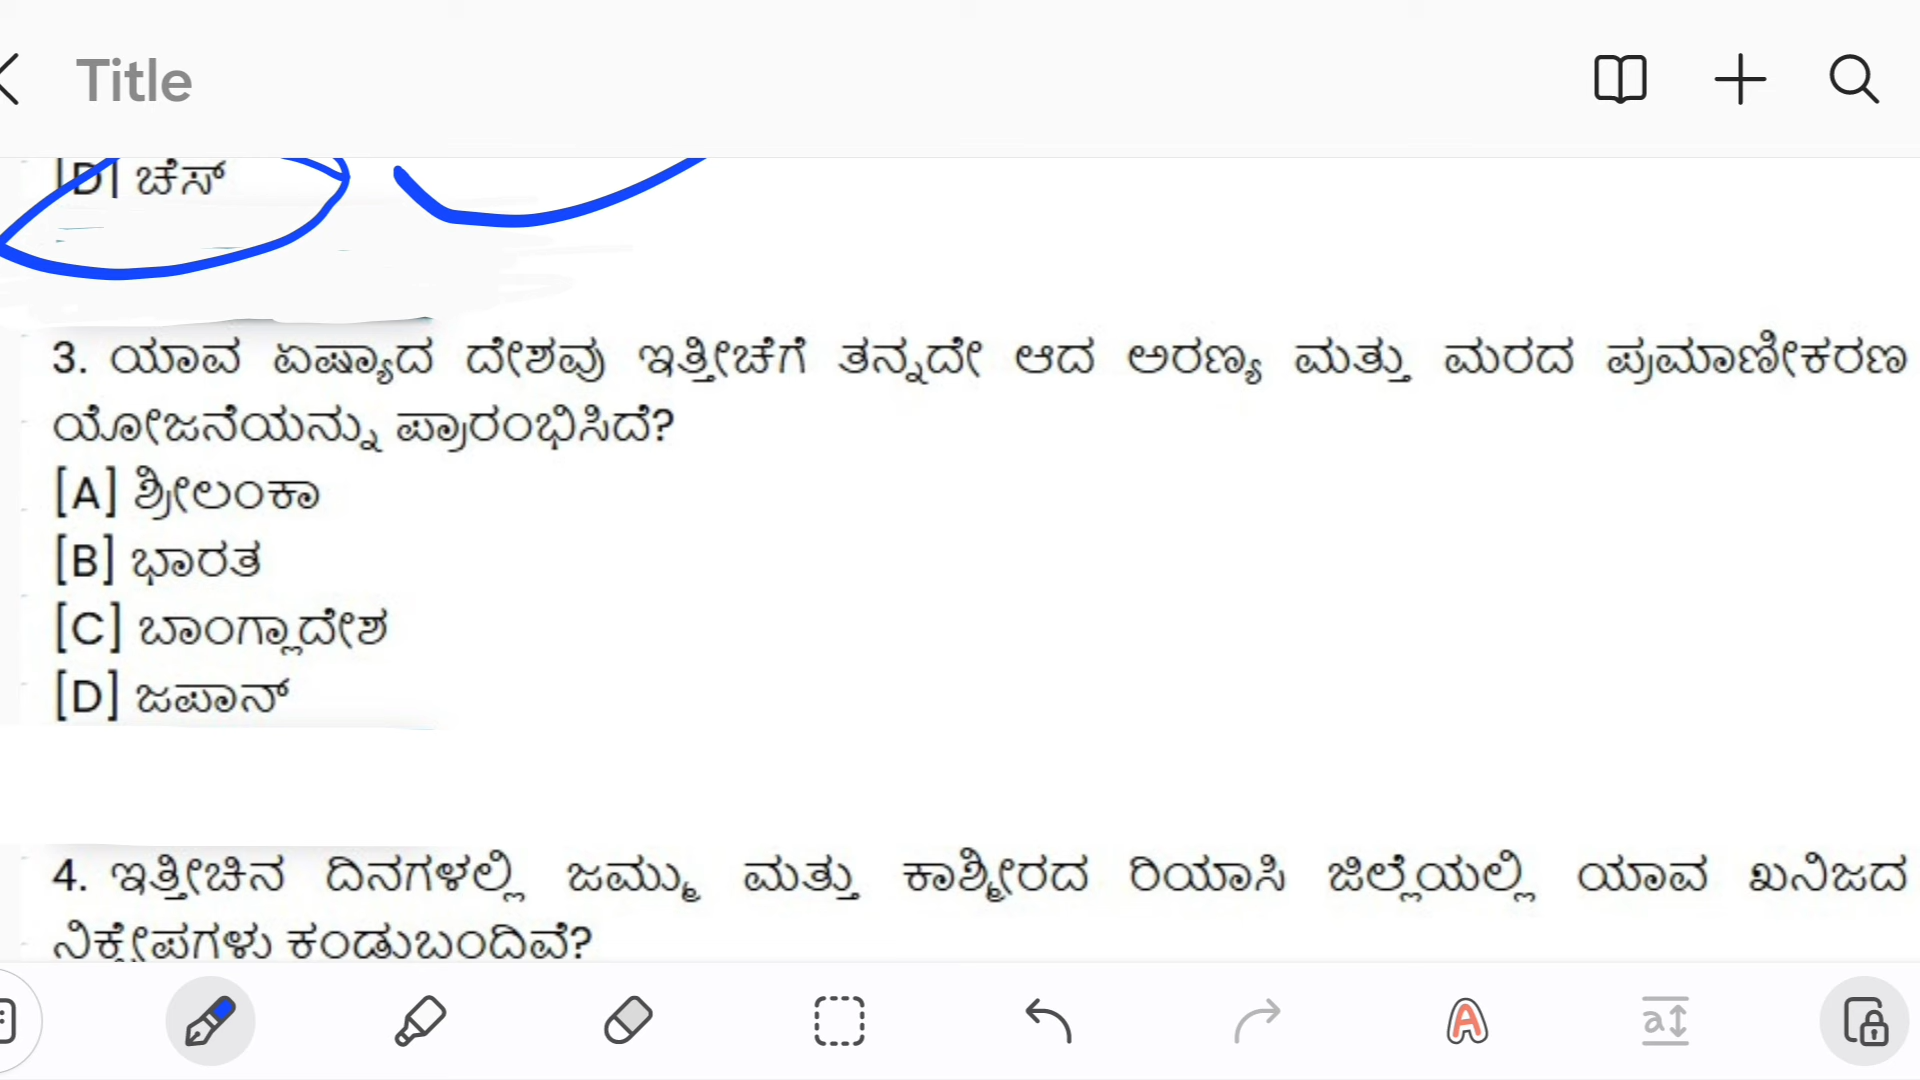 Title
[D] ಚೆಸ್
3. ಯಾವ ಏಷ್ಯಾದ ದೇಶವು ಇತ್ತೀಚೆಗೆ ತನ್ನದೇ ಆದ ಅರಣ್ಯ ಮತ್ತು ಮರದ ಪ್ರಮಾಣೀಕರಣ
ಯೋಜನೆಯನ್ನು ಪ್ರಾರಂಭಿಸಿದೆ?
[A] ಶ್ರೀಲಂಕಾ
[B] ಭಾರತ
[C] ಬಾಂಗ್ಲಾದೇಶ
[D] ಜಪಾನ್
4. ಇತ್ತೀಚಿನ ದಿನಗಳಲ್ಲಿ ಜಮ್ಮು ಮತ್ತು ಕಾಶ್ಮೀರದ ರಿಯಾಸಿ ಜಿಲ್ಲೆಯಲ್ಲಿ ಯಾವ ಖನಿಜದ
ನಿಕ್ಷೇಪಗಳು ಕಂಡುಬಂದಿವೆ?
A
a